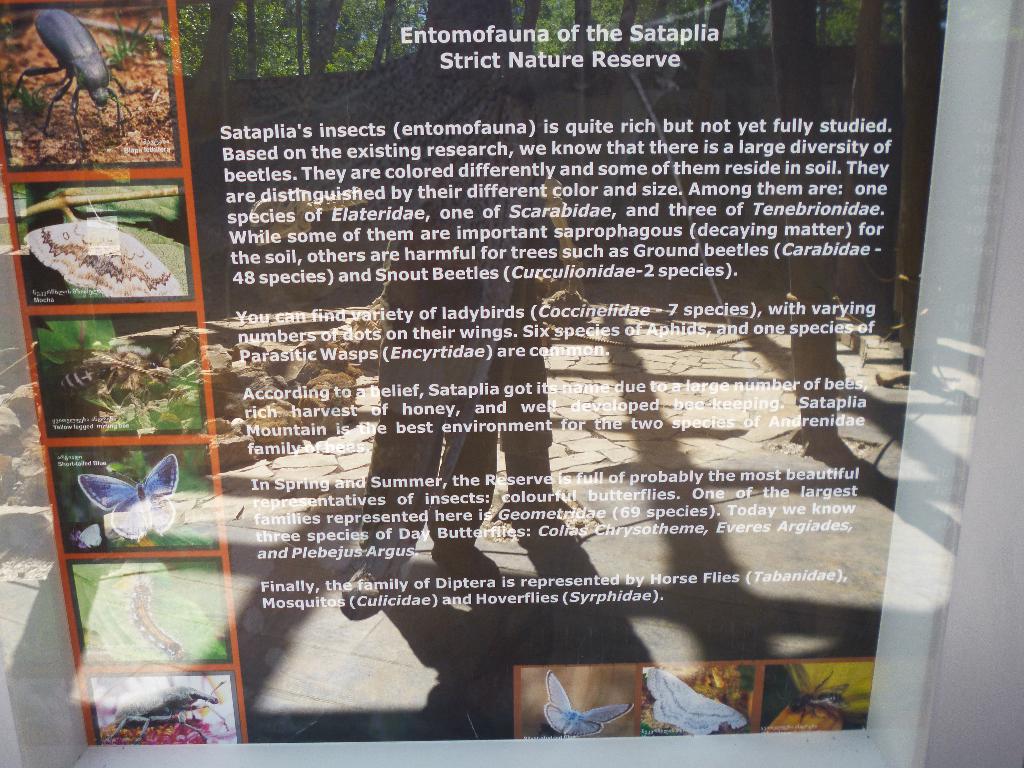 Entomofauna of the Sataplia
Strict Nature Reserve
Sataplia's insects (entomofauna) is quite rich but not yet fully studied.
Based on the existing research, we know that there is a large diversity of
beetles. They are colored differently and some of them reside in soil. They
are distinguished by their different color and size. Among them are: one
species of Elateridae, one of Scarabidae, and three of Tenebrionidae.
While some of them are important saprophagous (decaying matter) for
the soil, others are harmful for trees such as Ground beetles (Carabidae -
48 species) and Snout Beetles (Curculionidae-2 species).
You can find variety of ladybirds (Coccinelidae - 7 species), with varying
numbers of dots on their wings. Six species of Aphids, and one species of
Parasitic Wasps (Encyrtidae) are common.
According to a belief, Sataplia got its name due to a large number of bees,
rich harvest of honey, and well developed bee-keeping. Sataplia
Mountain is the best environment for the two species of Andrenidae
family of bees.
In Spring and Summer, the Reserve is full of probably the most beautiful
representatives of insects: colourful butterflies. One of the largest
families represented here is Geometridae (69 species). Today we know
three species of Day Butterflies: Colias Chrysotheme, Everes Argiades,
and Plebejus Argus.
Finally, the family of Diptera is represented by Horse Flies (Tabanidae),
Mosquitos (Culicidae) and Hoverflies (Syrphidae).
Mocha
Yellow legged mining bee
Short-tailed Blue